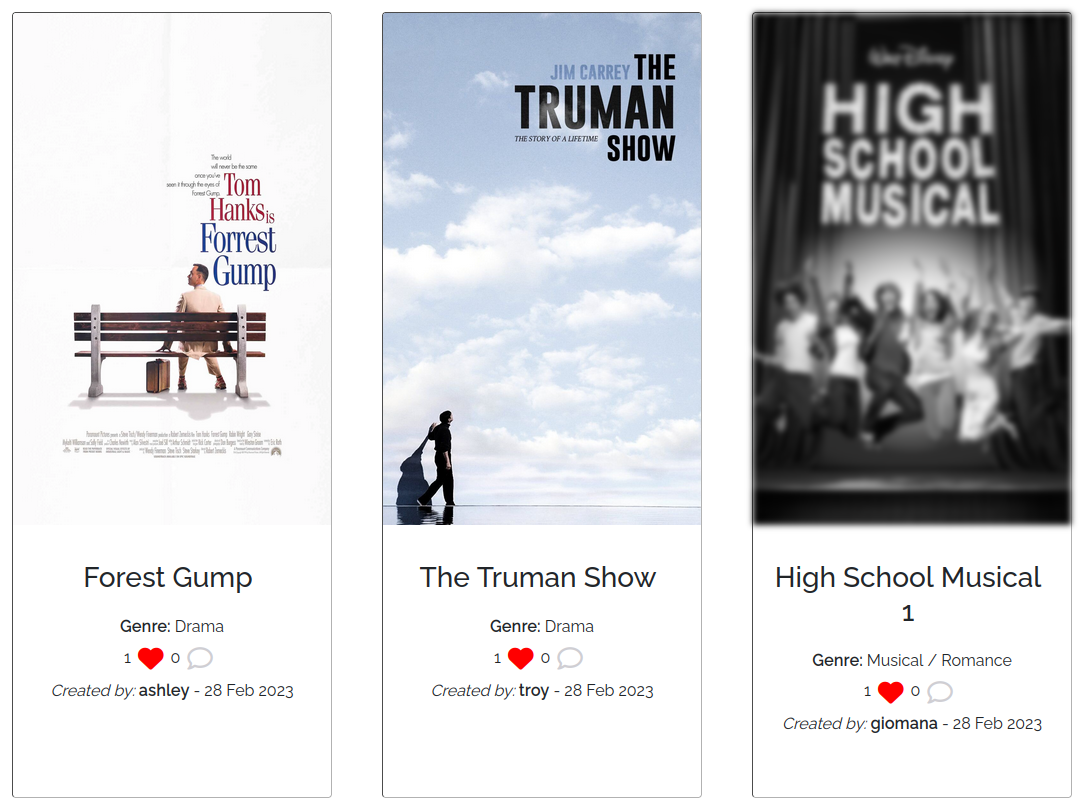 The world
will never be the same
once you've
seen it through the eyes of
Forrest Gump.
Tom
Hanks is
Forrest
Gump
Forest Gump
Genre: Drama
1 0
Created by: ashley - 28 Feb 2023
JIM CARREY THE
TRUMAN
THE STORY OF A LIFETIME SHOW
The Truman Show
Genre: Drama
1 0
Created by: troy - 28 Feb 2023
Walt Disney
HIGH
SCHOOL
MUSICAL
High School Musical
1
Genre: Musical / Romance
1 0
Created by: giomana - 28 Feb 2023